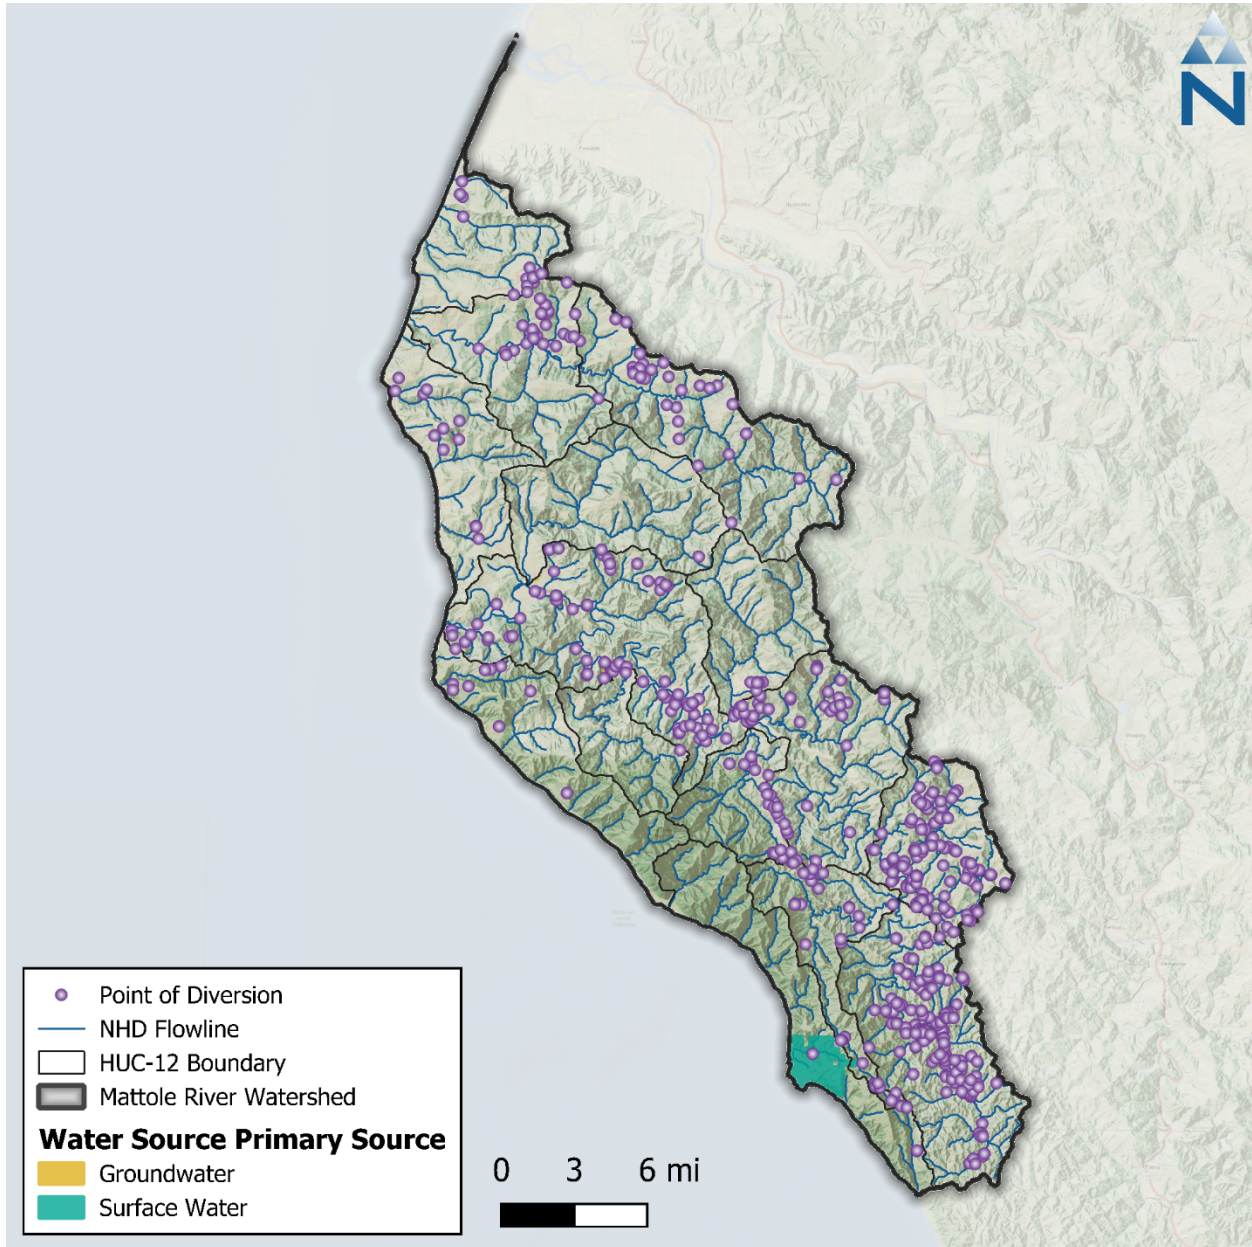 N
Point of Diversion
NHD Flowline
HUC-12 Boundary
Mattole River Watershed
Water Source Primary Source
Groundwater
Surface Water
0 3 6 mi